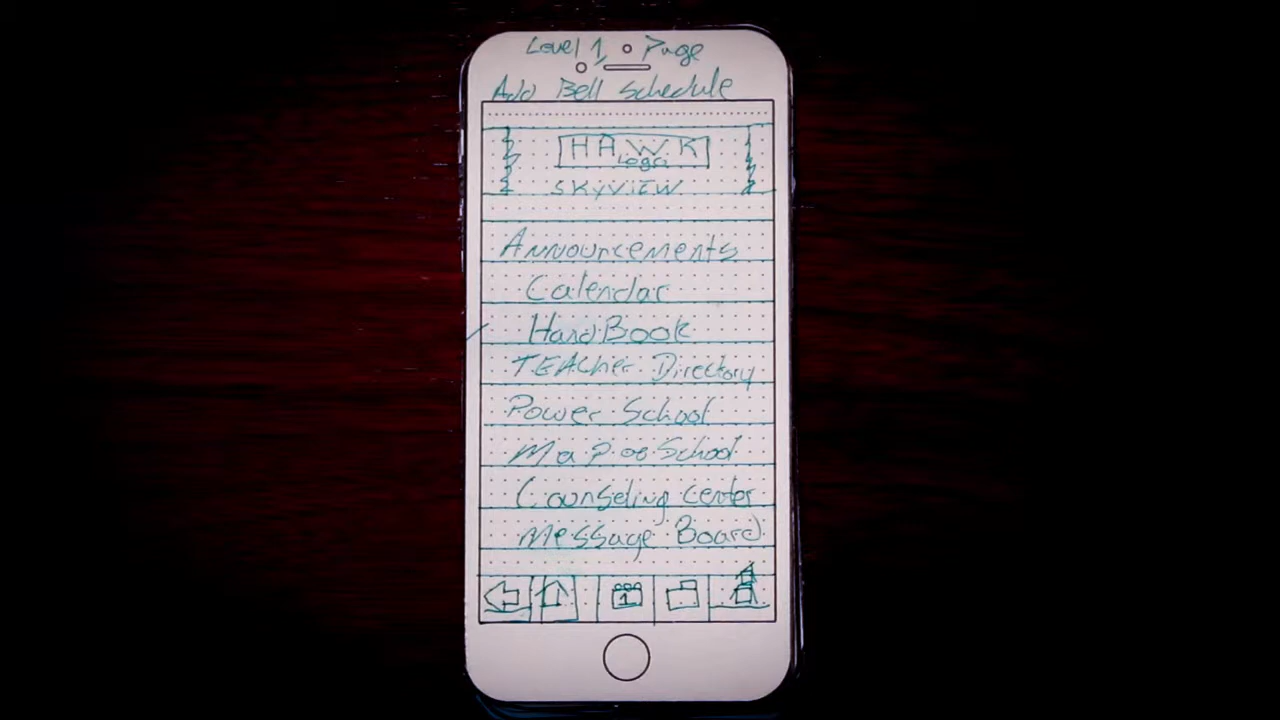 Level 1 Page
Add Bell Schedule
HAWK
Logo
SKYVIEW
Announcements
Calendar
HandBook
TEAcher Directory
Power School
Map of School
Counseling center
Message Board
1